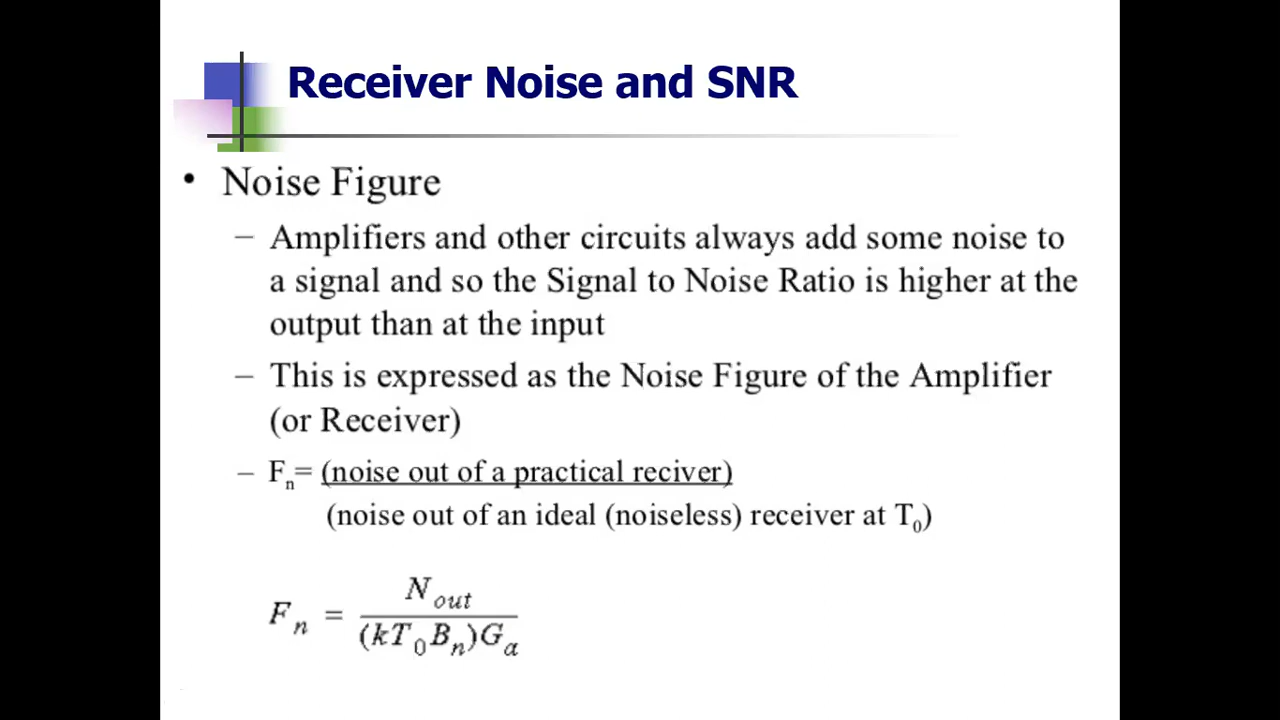 Receiver Noise and SNR
• Noise Figure
– Amplifiers and other circuits always add some noise to
a signal and so the Signal to Noise Ratio is higher at the
output than at the input
– This is expressed as the Noise Figure of the Amplifier
(or Receiver)
– Fₙ= (noise out of a practical reciver)
(noise out of an ideal (noiseless) receiver at T₀)
N out
F n =
(kT₀Bₙ)Gₐ